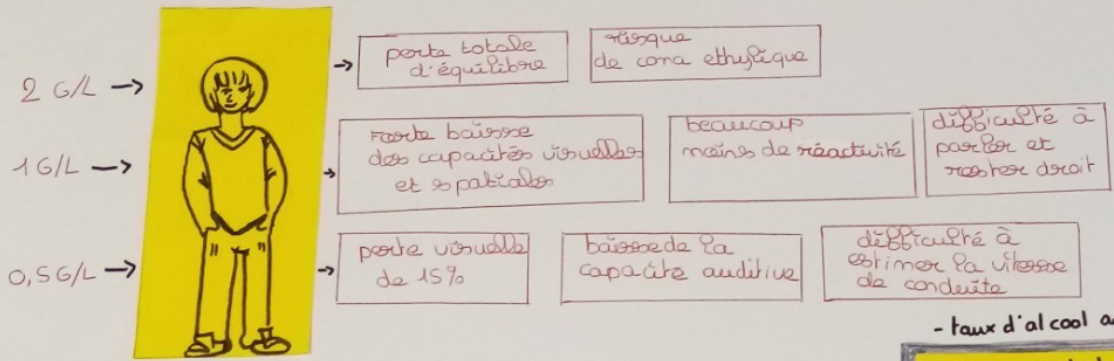 2 G/L →
→ perte totale
d'équilibre
risque
de coma ethylique
1 G/L →
→ Forte baisse
des capacités visuelles
et spatiales
beaucoup
moins de réactivité
difficulté à
parler et
rester droit
0,5 G/L →
→ perte visuelle
de 15%
baisse de la
capacite auditive
difficulté à
estimer la vitesse
de conduite
- taux d'alcool